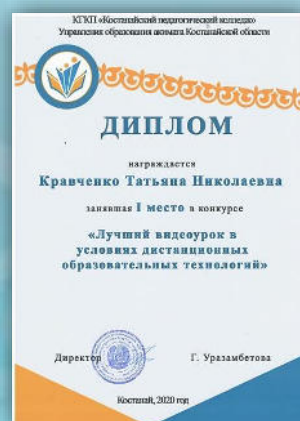 КГКП «Костанайский педагогический колледж»
Управления образования акимата Костанайской области
ДИПЛОМ
награждается
Кравченко Татьяна Николаевна
занявшая I место в конкурсе
«Лучший видеоурок в
условиях дистанционных
образовательных технологий»
Директор Г. Уразамбетова
Костанай, 2020 год